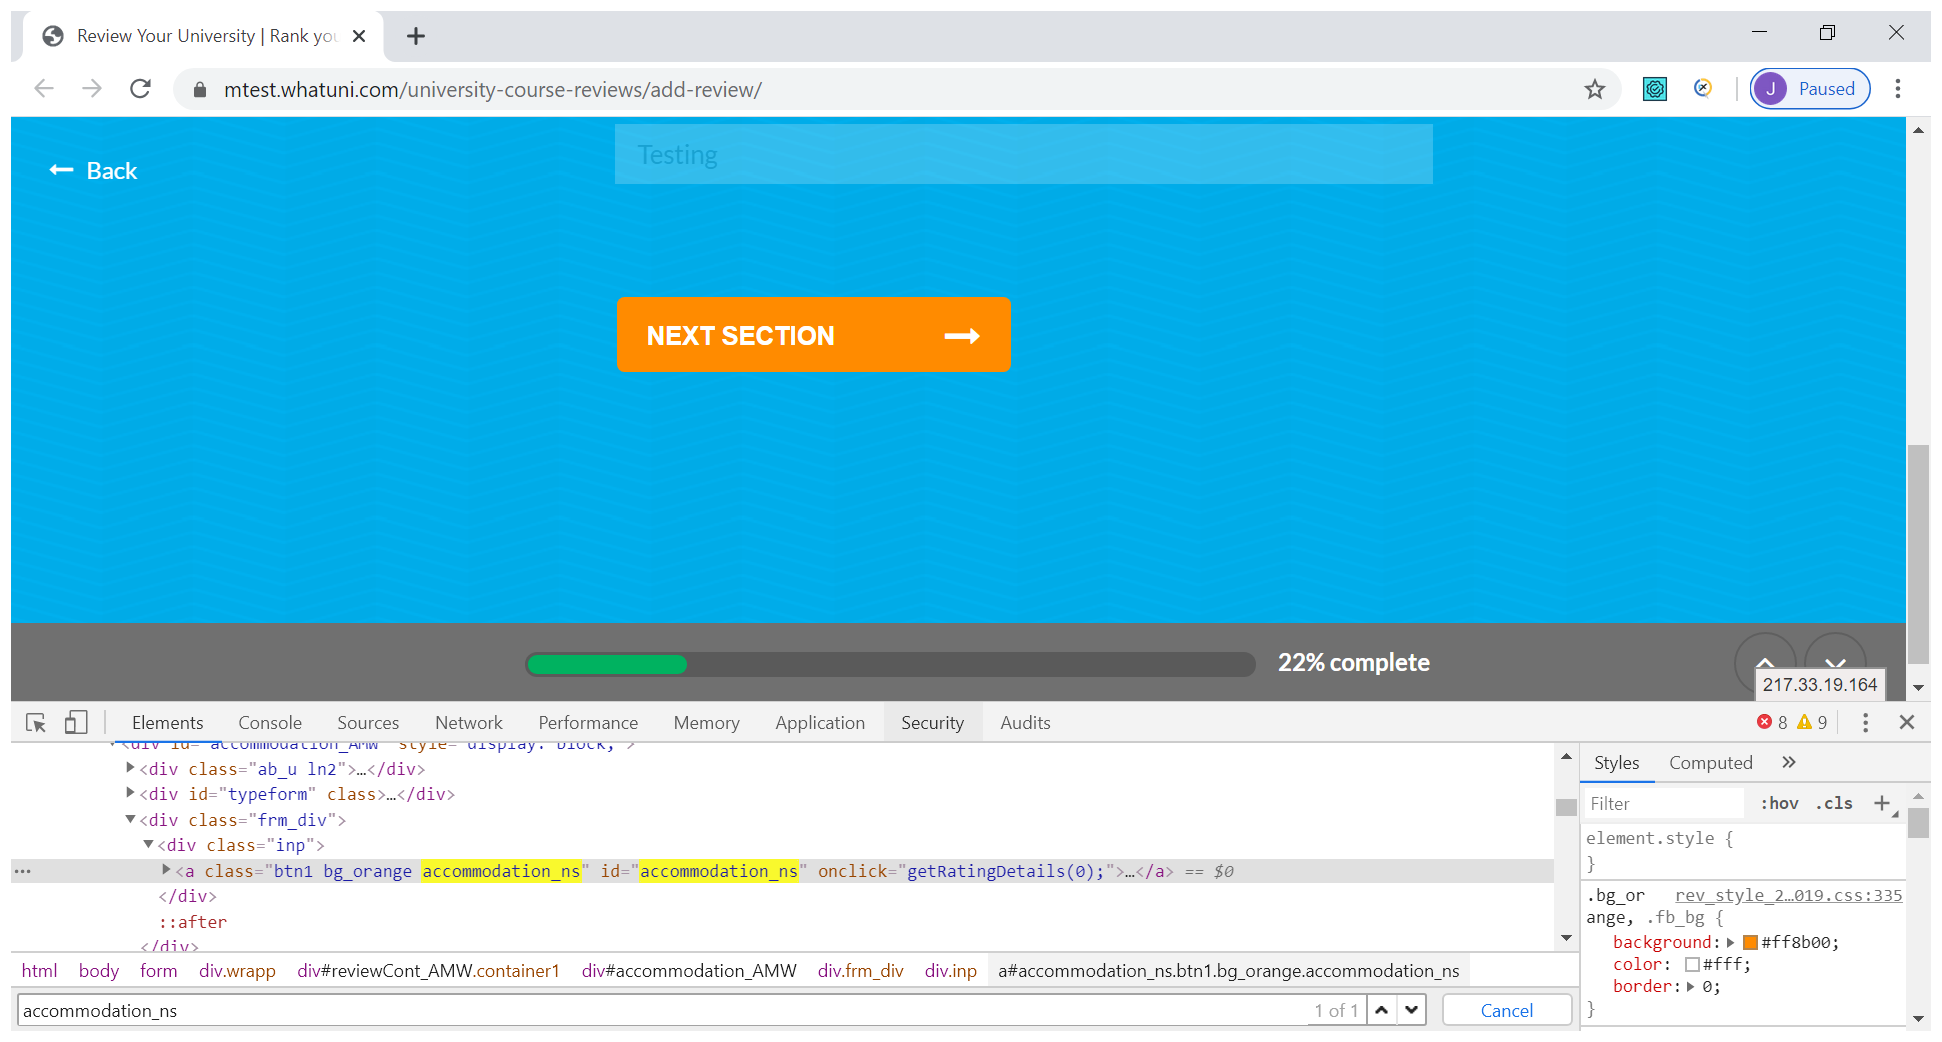 Review Your University | Rank you
mtest.whatuni.com/university-course-reviews/add-review/
J Paused
Back
Testing
NEXT SECTION
22% complete
217.33.19.164
Elements Console Sources Network Performance Memory Application Security Audits 8 9
<div id="accommodation_AMW" style="display: block;">
<div class="ab_u ln2">…</div>
<div id="typeform" class>…</div>
<div class="frm_div">
<div class="inp">
… <a class="btn1 bg_orange accommodation_ns" id="accommodation_ns" onclick="getRatingDetails(0);">…</a> == $0
</div>
::after
</div>
html body form div.wrapp div#reviewCont_AMW.container1 div#accommodation_AMW div.frm_div div.inp a#accommodation_ns.btn1.bg_orange.accommodation_ns
accommodation_ns 1 of 1 Cancel
Styles Computed »
Filter :hov .cls +
element.style {
}
.bg_or rev_style_2…019.css:335
ange, .fb_bg {
background: #ff8b00;
color: #fff;
border: 0;
}